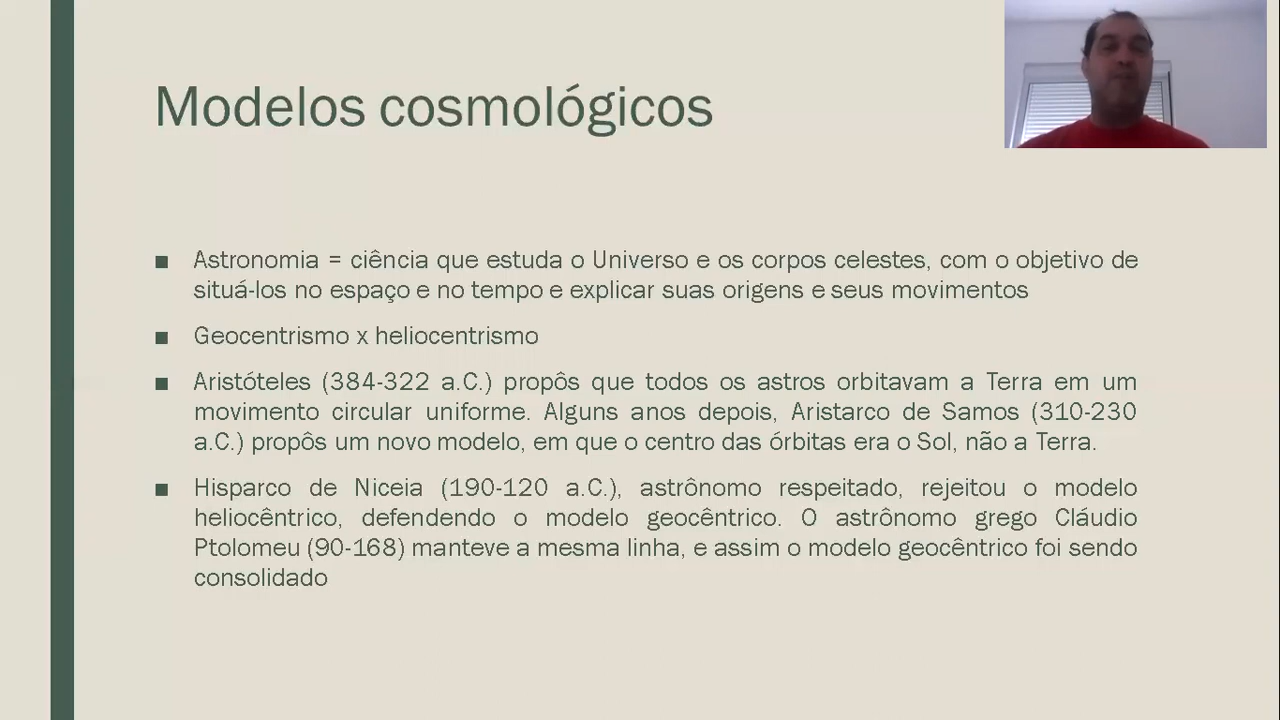 Modelos cosmológicos
■ Astronomia = ciência que estuda o Universo e os corpos celestes, com o objetivo de
situá-los no espaço e no tempo e explicar suas origens e seus movimentos
■ Geocentrismo x heliocentrismo
■ Aristóteles (384-322 a.C.) propôs que todos os astros orbitavam a Terra em um
movimento circular uniforme. Alguns anos depois, Aristarco de Samos (310-230
a.C.) propôs um novo modelo, em que o centro das órbitas era o Sol, não a Terra.
■ Hisparco de Niceia (190-120 a.C.), astrônomo respeitado, rejeitou o modelo
heliocêntrico, defendendo o modelo geocêntrico. O astrônomo grego Cláudio
Ptolomeu (90-168) manteve a mesma linha, e assim o modelo geocêntrico foi sendo
consolidado